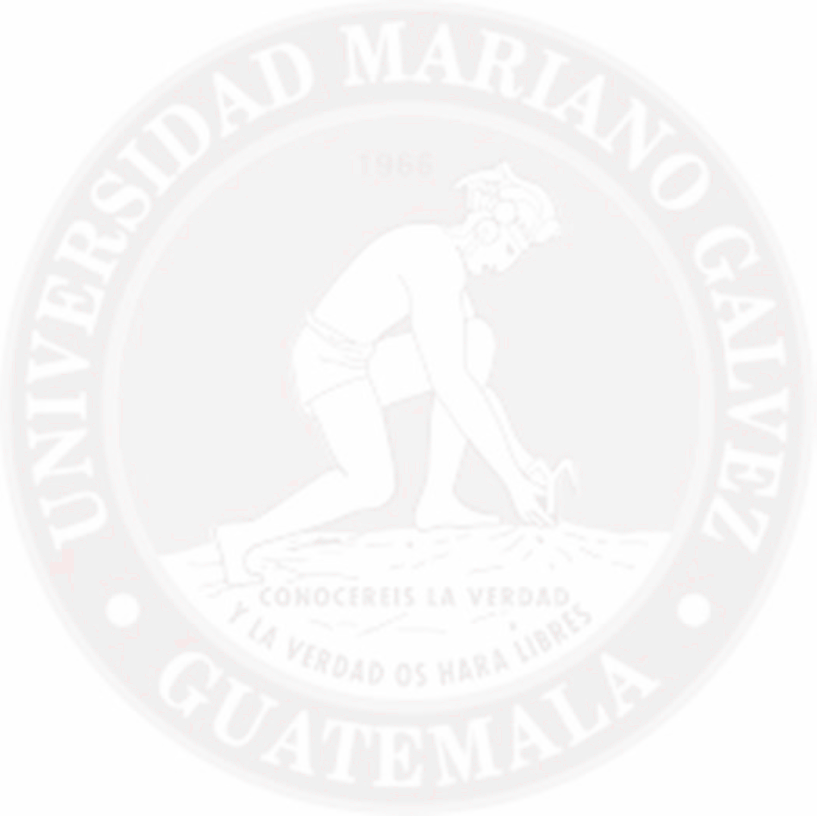 UNIVERSIDAD MARIANO GALVEZ
1966
CONOCEREIS LA VERDAD
Y LA VERDAD OS HARA LIBRES
GUATEMALA